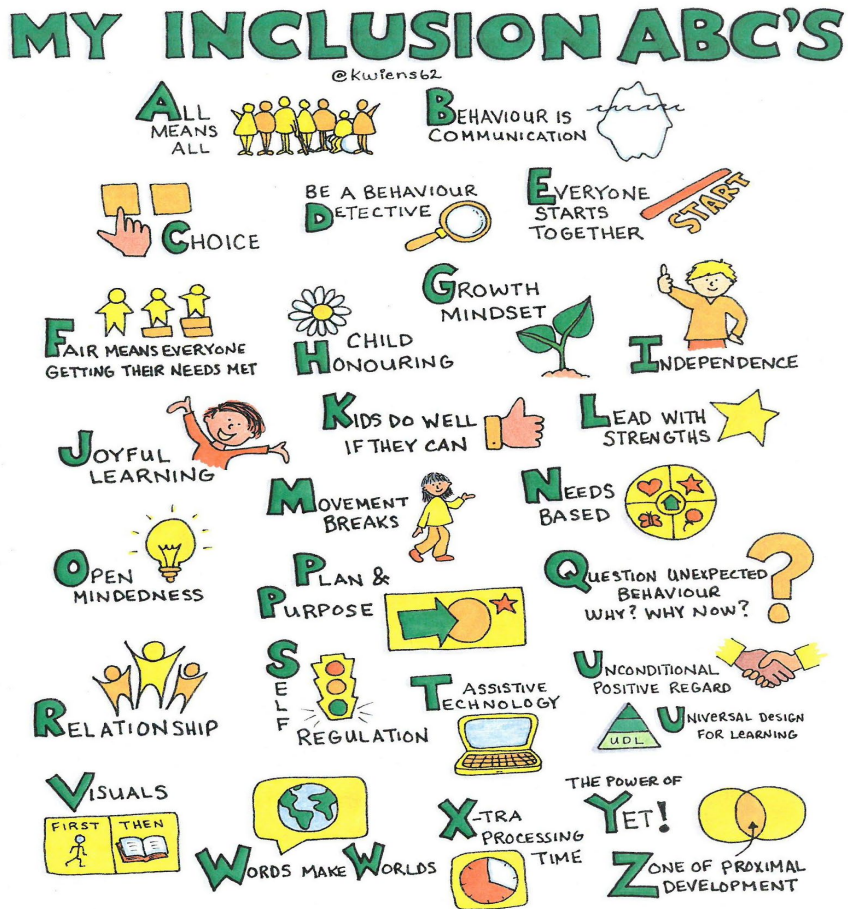 MY INCLUSION ABC'S
@kwiens62
ALL
MEANS
ALL
BEHAVIOUR IS
COMMUNICATION
CHOICE
BE A BEHAVIOUR
DETECTIVE
EVERYONE
STARTS
TOGETHER
START
FAIR MEANS EVERYONE
GETTING THEIR NEEDS MET
CHILD
HONOURING
GROWTH
MINDSET
INDEPENDENCE
JOYFUL
LEARNING
KIDS DO WELL
IF THEY CAN
LEAD WITH
STRENGTHS
MOVEMENT
BREAKS
NEEDS
BASED
OPEN
MINDEDNESS
PLAN &
PURPOSE
QUESTION UNEXPECTED
BEHAVIOUR
WHY? WHY NOW?
RELATIONSHIP
SELF
REGULATION
ASSISTIVE
TECHNOLOGY
UNCONDITIONAL
POSITIVE REGARD
UDL
UNIVERSAL DESIGN
FOR LEARNING
VISUALS
FIRST THEN
WORDS MAKE WORLDS
X-TRA
PROCESSING
TIME
THE POWER OF
YET!
ZONE OF PROXIMAL
DEVELOPMENT